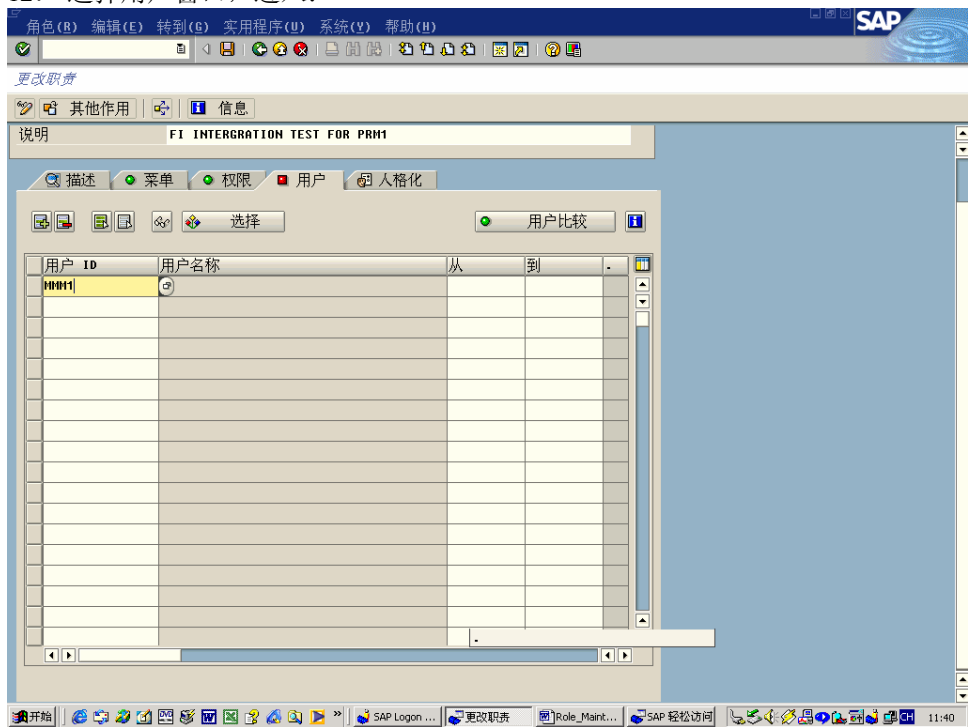 角色(R) 编辑(E) 转到(G) 实用程序(U) 系统(Y) 帮助(H)
SAP
更改职责
其他作用 信息
说明 FI INTERGRATION TEST FOR PRM1
描述 菜单 权限 用户 人格化
选择 用户比较
用户 ID 用户名称 从 到 .
MMM1
.
开始 SAP Logon ... 更改职责 Role_Maint... SAP 轻松访问 CH 11:40